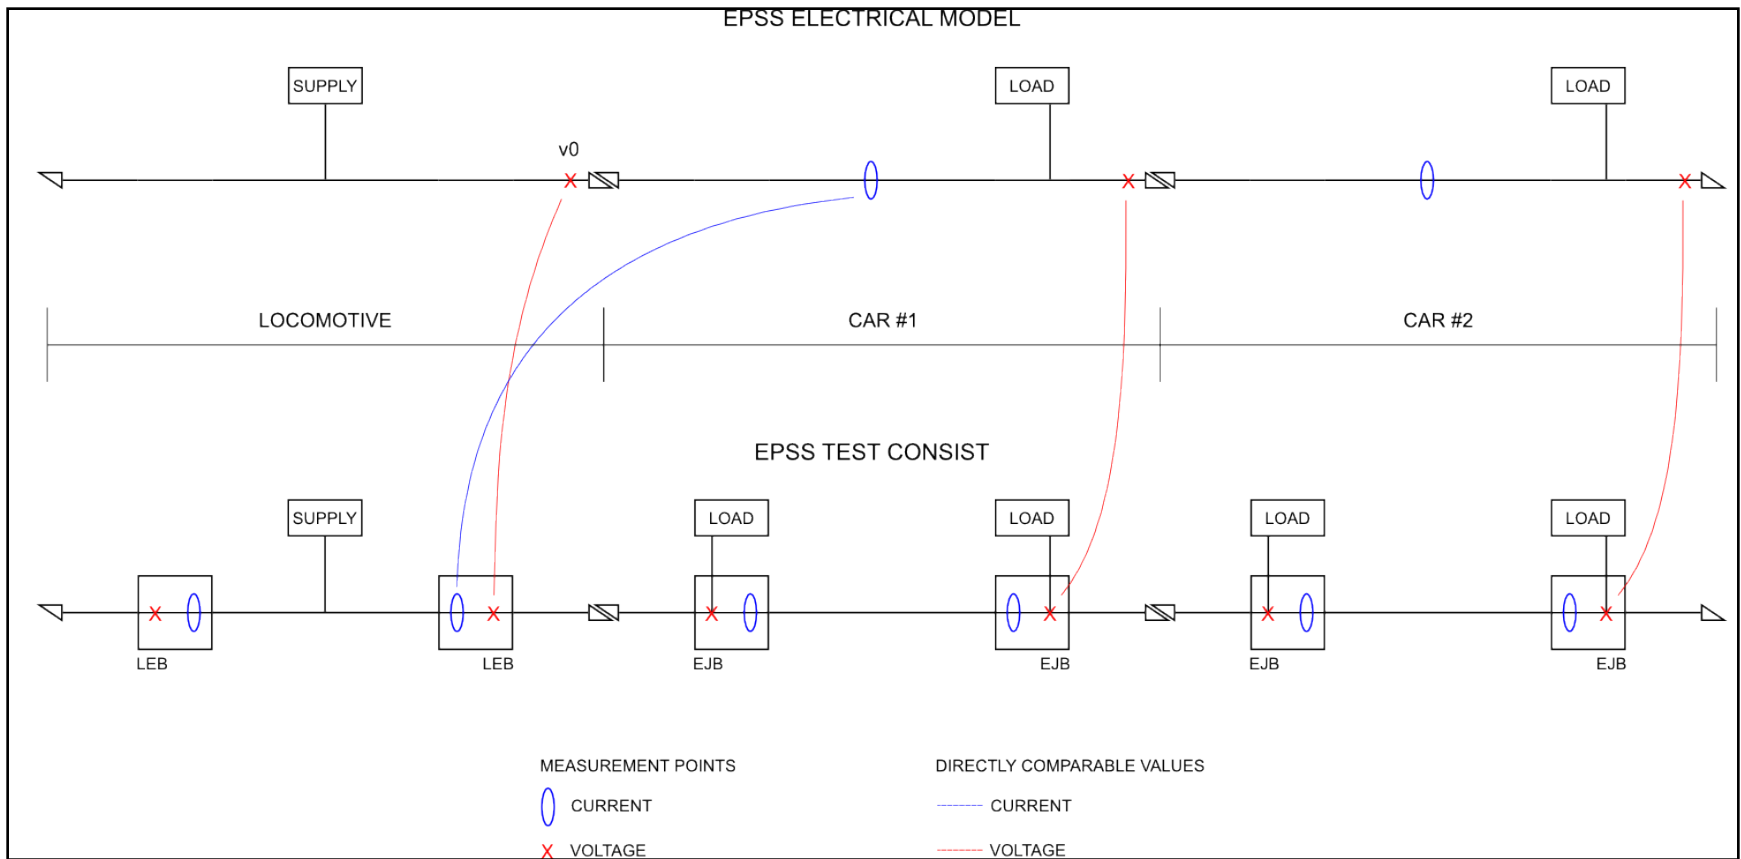 EPSS ELECTRICAL MODEL
SUPPLY
LOAD
LOAD
v0
LOCOMOTIVE
CAR #1
CAR #2
EPSS TEST CONSIST
SUPPLY
LOAD
LOAD
LOAD
LOAD
LEB
LEB
EJB
EJB
EJB
EJB
MEASUREMENT POINTS
DIRECTLY COMPARABLE VALUES
CURRENT
CURRENT
VOLTAGE
VOLTAGE